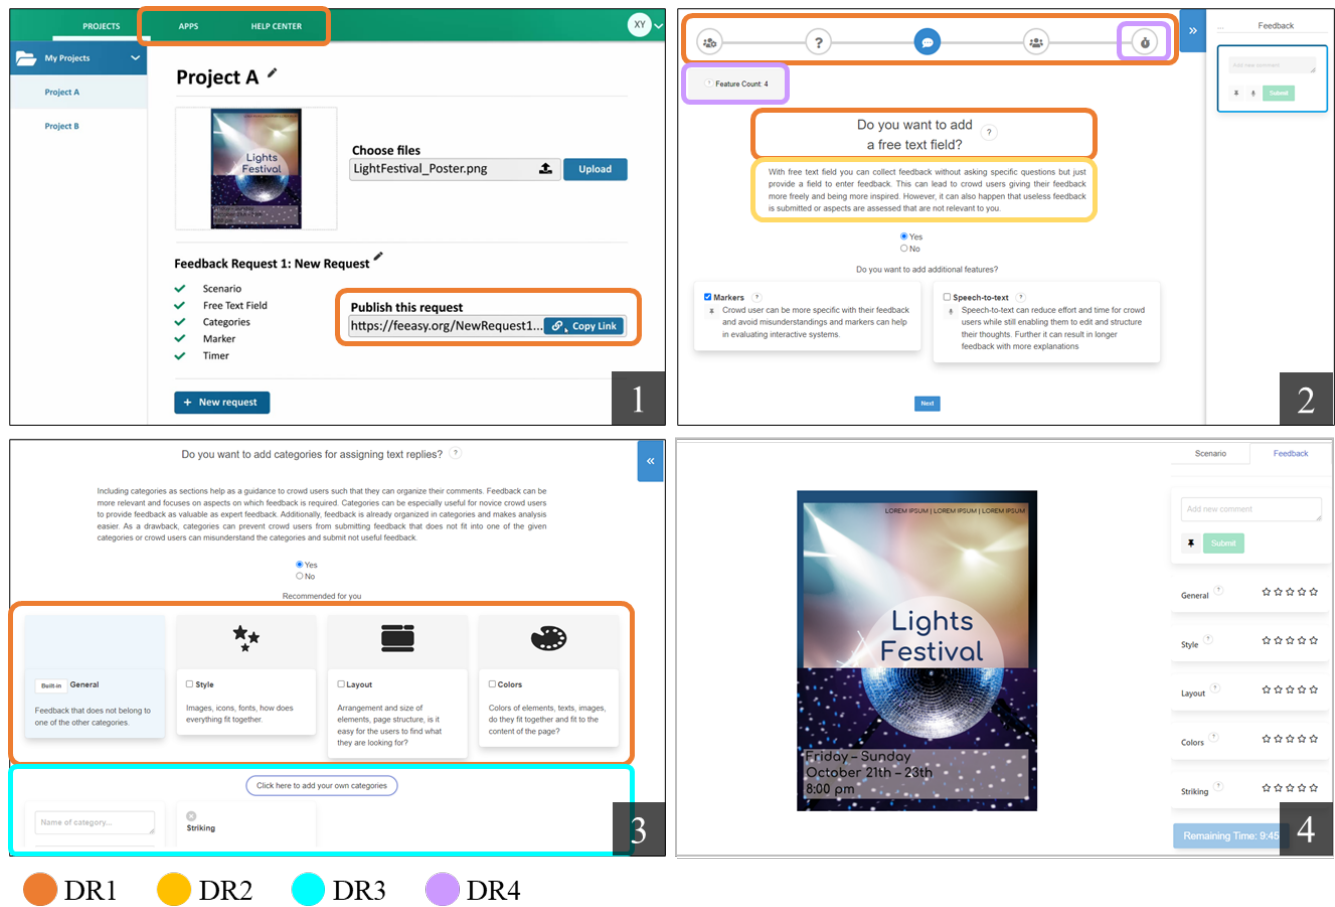 PROJECTS
APPS
HELP CENTER
XY
My Projects
Project A
Project B
Project A
Lights
Festival
Choose files
LightFestival_Poster.png
Upload
Feedback Request 1: New Request
Scenario
Free Text Field
Categories
Marker
Timer
Publish this request
https://feeasy.org/NewRequest1...
Copy Link
+ New request
1
?
»
Feature Count: 4
Do you want to add
a free text field?
?
With free text field you can collect feedback without asking specific questions but just
provide a field to enter feedback. This can lead to crowd users giving their feedback
more freely and being more inspired. However, it can also happen that useless feedback
is submitted or aspects are assessed that are not relevant to you.
Yes
No
Do you want to add additional features?
Markers ?
Crowd user can be more specific with their feedback
and avoid misunderstandings and markers can help
in evaluating interactive systems.
Speech-to-text ?
Speech-to-text can reduce effort and time for crowd
users while still enabling them to edit and structure
their thoughts. Further it can result in longer
feedback with more explanations
Next
...
Feedback
Add new comment
Submit
2
Do you want to add categories for assigning text replies? ?
«
Including categories as sections help as a guidance to crowd users such that they can organize their comments. Feedback can be
more relevant and focuses on aspects on which feedback is required. Categories can be especially useful for novice crowd users
to provide feedback as valuable as expert feedback. Additionally, feedback is already organized in categories and makes analysis
easier. As a drawback, categories can prevent crowd users from submitting feedback that does not fit into one of the given
categories or crowd users can misunderstand the categories and submit not useful feedback.
Yes
No
Recommended for you
Built-in General
Feedback that does not belong to
one of the other categories.
Style
Images, icons, fonts, how does
everything fit together.
Layout
Arrangement and size of
elements, page structure, is it
easy for the users to find what
they are looking for?
Colors
Colors of elements, texts, images,
do they fit together and fit to the
content of the page?
Click here to add your own categories
Name of category...
Striking
3
Scenario
Feedback
LOREM IPSUM | LOREM IPSUM | LOREM IPSUM
Lights
Festival
Friday – Sunday
October 21th – 23th
8:00 pm
Add new comment
Submit
General ?
Style ?
Layout ?
Colors ?
Striking ?
Remaining Time: 9:45
4
DR1
DR2
DR3
DR4